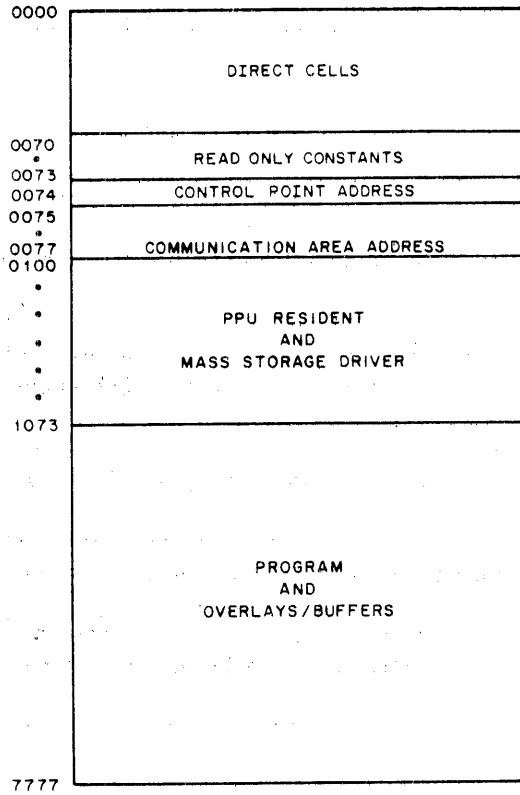 0000
DIRECT CELLS
0070
READ ONLY CONSTANTS
0073
0074
CONTROL POINT ADDRESS
0075
0077
COMMUNICATION AREA ADDRESS
0100
PPU RESIDENT
AND
MASS STORAGE DRIVER
1073
PROGRAM
AND
OVERLAYS/BUFFERS
7777